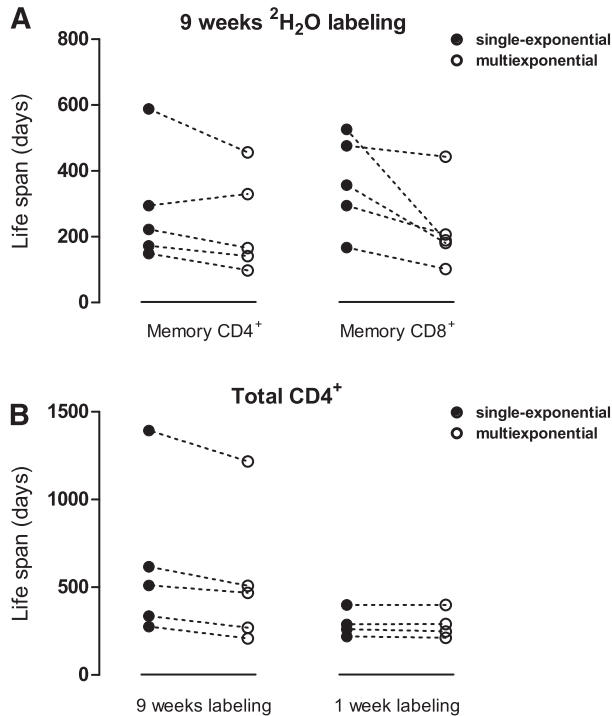 A
9 weeks ²H₂O labeling
single-exponential
multiexponential
Life span (days)
800
600
400
200
0
Memory CD4⁺
Memory CD8⁺
B
Total CD4⁺
single-exponential
multiexponential
Life span (days)
1500
1000
500
0
9 weeks labeling
1 week labeling